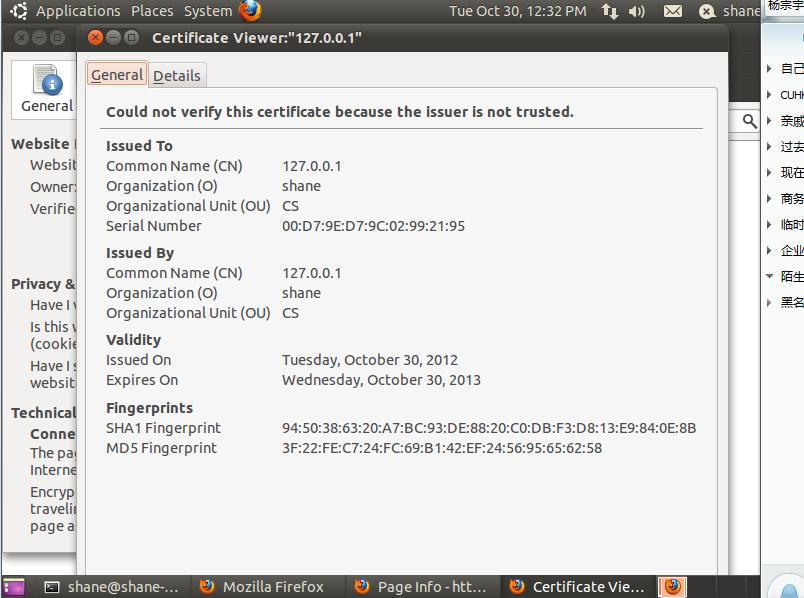 Applications Places System
Tue Oct 30, 12:32 PM
shane
杨宗宇
Certificate Viewer:"127.0.0.1"
General
General Details
Could not verify this certificate because the issuer is not trusted.
Issued To
Common Name (CN) 127.0.0.1
Organization (O) shane
Organizational Unit (OU) CS
Serial Number 00:D7:9E:D7:9C:02:99:21:95
Issued By
Common Name (CN) 127.0.0.1
Organization (O) shane
Organizational Unit (OU) CS
Validity
Issued On Tuesday, October 30, 2012
Expires On Wednesday, October 30, 2013
Fingerprints
SHA1 Fingerprint 94:50:38:63:20:A7:BC:93:DE:88:20:C0:DB:F3:D8:13:E9:84:0E:8B
MD5 Fingerprint 3F:22:FE:C7:24:FC:69:B1:42:EF:24:56:95:65:62:58
Website
Owner:
Verifie
Privacy &
Have I
Is this
(cookie
Have I
websit
Technical
Conne
The pa
Interne
Encryp
traveli
page a
自己
CUHK
亲戚
过去
现在
商务
临时
企业
陌生
黑名
shane@shane-... Mozilla Firefox Page Info - htt... Certificate Vie...